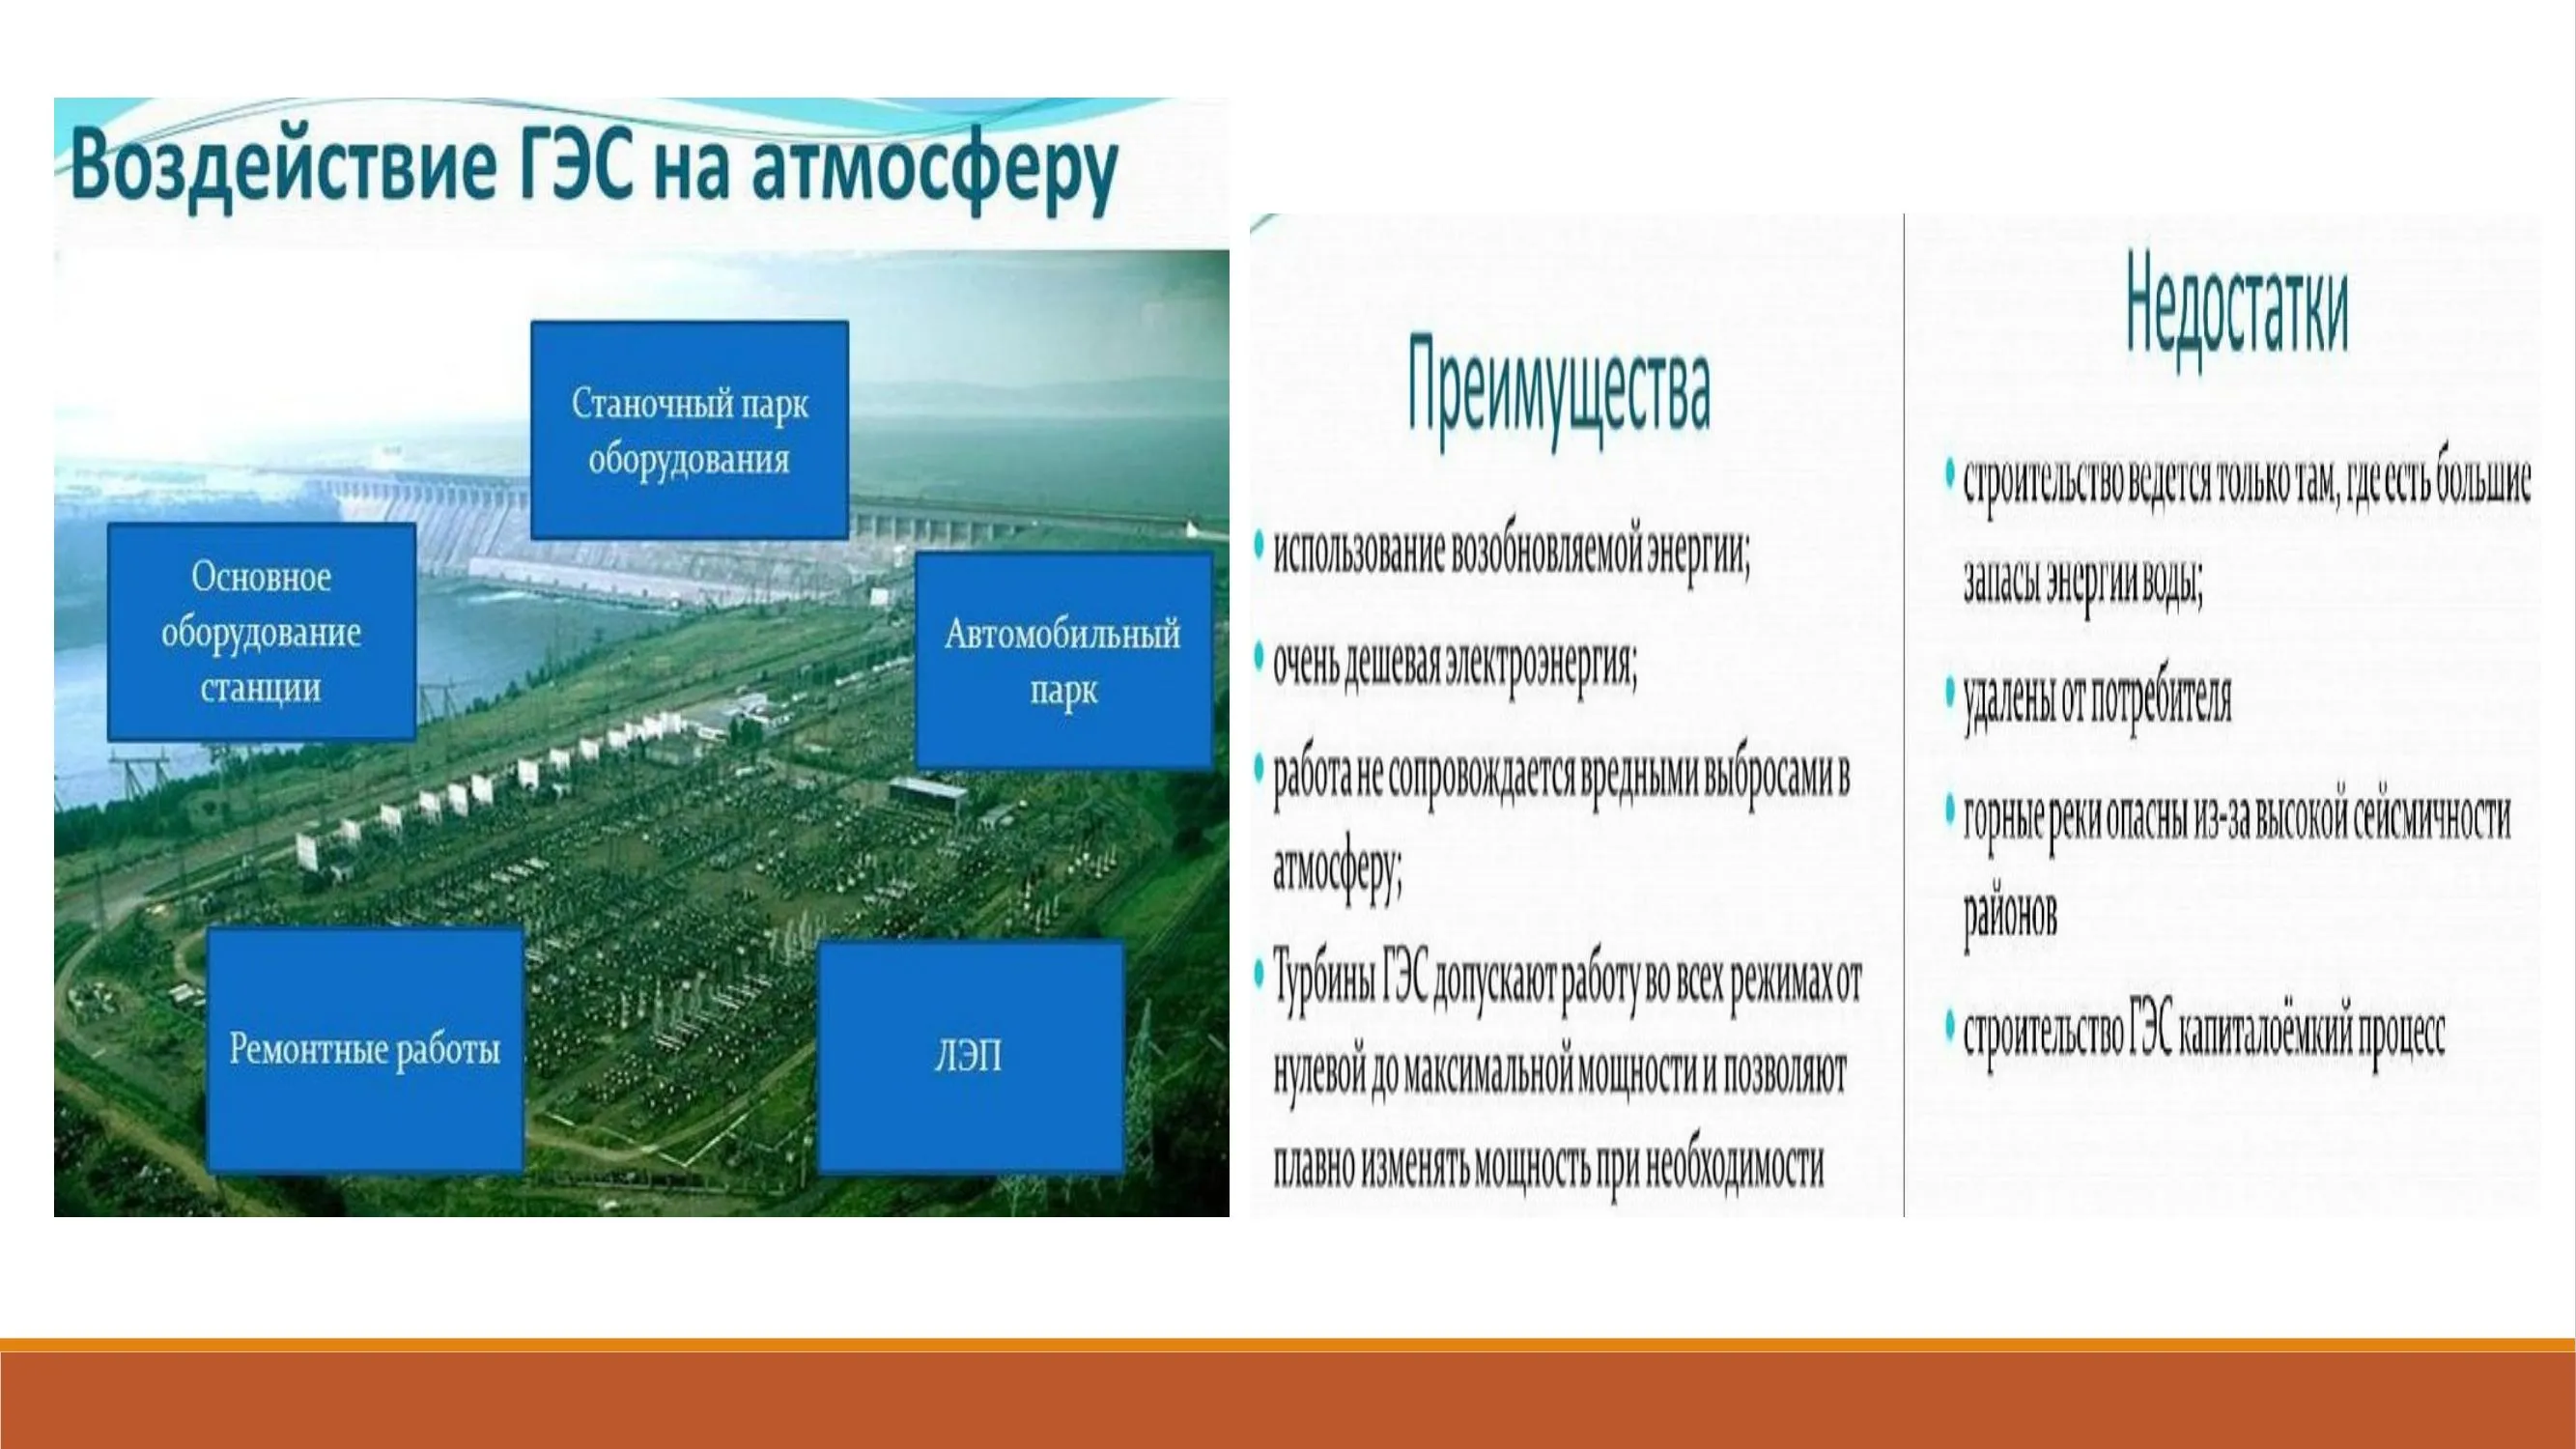 Воздействие ГЭС на атмосферу
Станочный парк
оборудования
Основное
оборудование
станции
Автомобильный
парк
Ремонтные работы
ЛЭП
Преимущества
• использование возобновляемой энергии;
• очень дешевая электроэнергия;
• работа не сопровождается вредными выбросами в
атмосферу;
• Турбины ГЭС допускают работу во всех режимах от
нулевой до максимальной мощности и позволяют
плавно изменять мощность при необходимости
Недостатки
• строительство ведется только там, где есть большие
запасы энергии воды;
• удалены от потребителя
• горные реки опасны из-за высокой сейсмичности
районов
• строительство ГЭС капиталоёмкий процесс